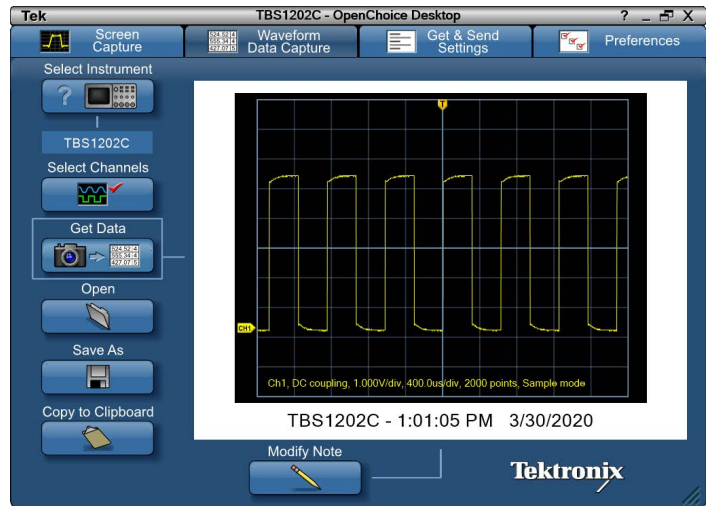 Tek
TBS1202C - OpenChoice Desktop
? _ X
Screen
Capture
Waveform
Data Capture
Get & Send
Settings
Preferences
Select Instrument
?
TBS1202C
Select Channels
Get Data
Open
Save As
Copy to Clipboard
T
CH1
Ch1, DC coupling, 1.000V/div, 400.0us/div, 2000 points, Sample mode
TBS1202C - 1:01:05 PM 3/30/2020
Modify Note
Tektronix